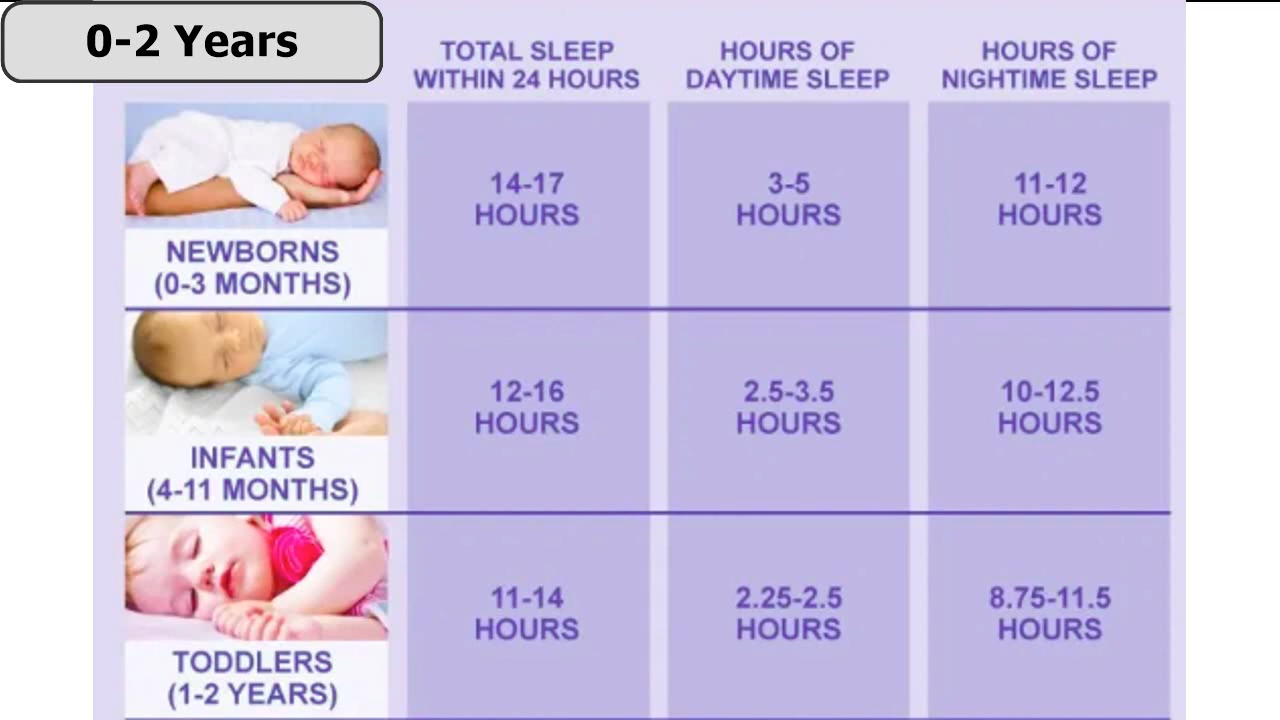 0-2 Years
TOTAL SLEEP
WITHIN 24 HOURS
HOURS OF
DAYTIME SLEEP
HOURS OF
NIGHTIME SLEEP
NEWBORNS
(0-3 MONTHS)
14-17
HOURS
3-5
HOURS
11-12
HOURS
INFANTS
(4-11 MONTHS)
12-16
HOURS
2.5-3.5
HOURS
10-12.5
HOURS
TODDLERS
(1-2 YEARS)
11-14
HOURS
2.25-2.5
HOURS
8.75-11.5
HOURS